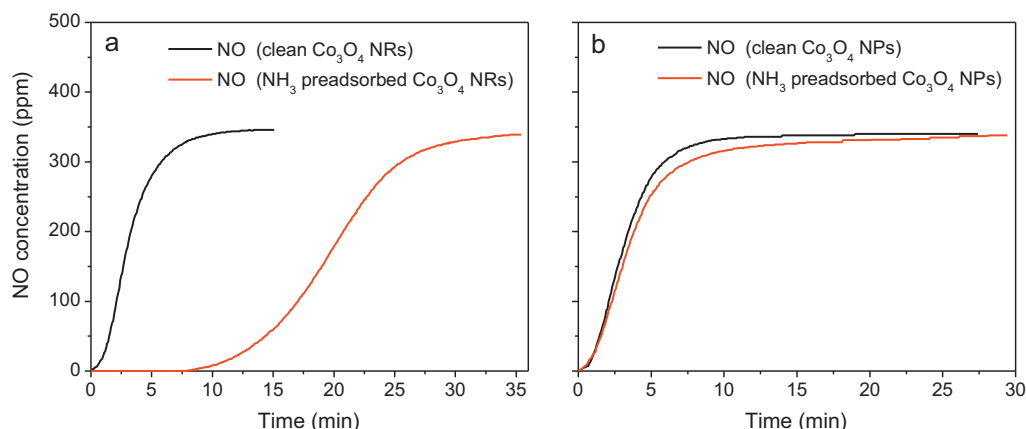 a
NO (clean Co₃O₄ NRs)
NO (NH₃ preadsorbed Co₃O₄ NRs)
NO concentration (ppm)
500
400
300
200
100
0
0 5 10 15 20 25 30 35
Time (min)
b
NO (clean Co₃O₄ NPs)
NO (NH₃ preadsorbed Co₃O₄ NPs)
0 5 10 15 20 25 30
Time (min)